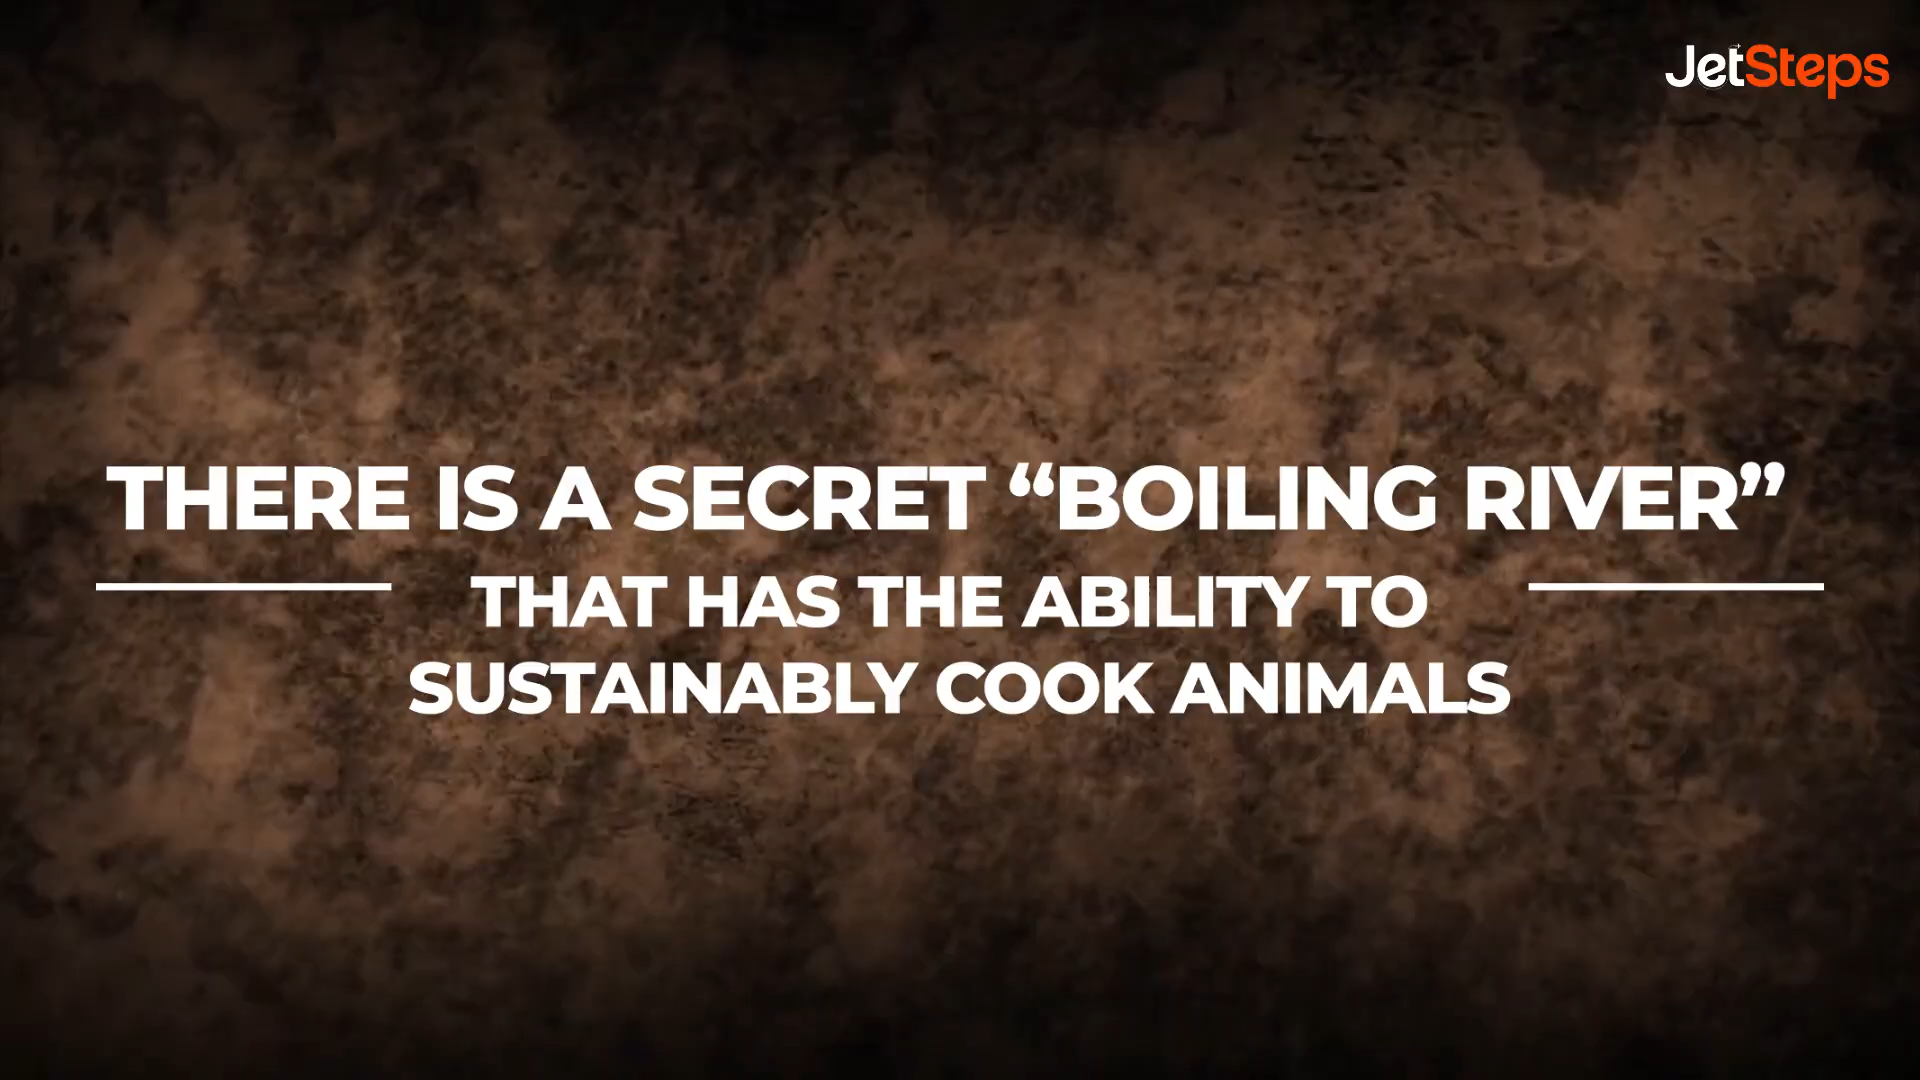 JetSteps
THERE IS A SECRET “BOILING RIVER”
THAT HAS THE ABILITY TO
SUSTAINABLY COOK ANIMALS